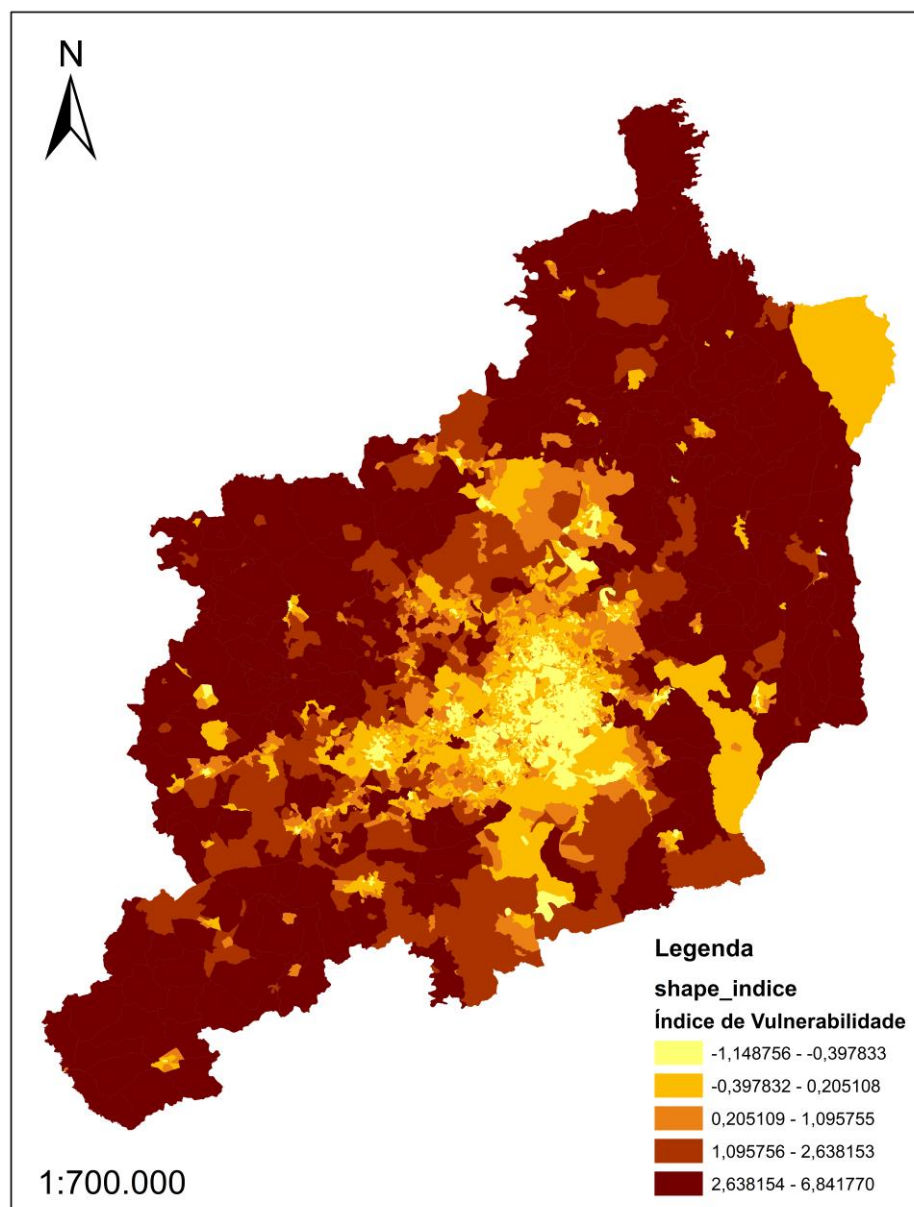 N
Legenda
shape_indice
Índice de Vulnerabilidade
-1,148756 - -0,397833
-0,397832 - 0,205108
0,205109 - 1,095755
1,095756 - 2,638153
2,638154 - 6,841770
1:700.000